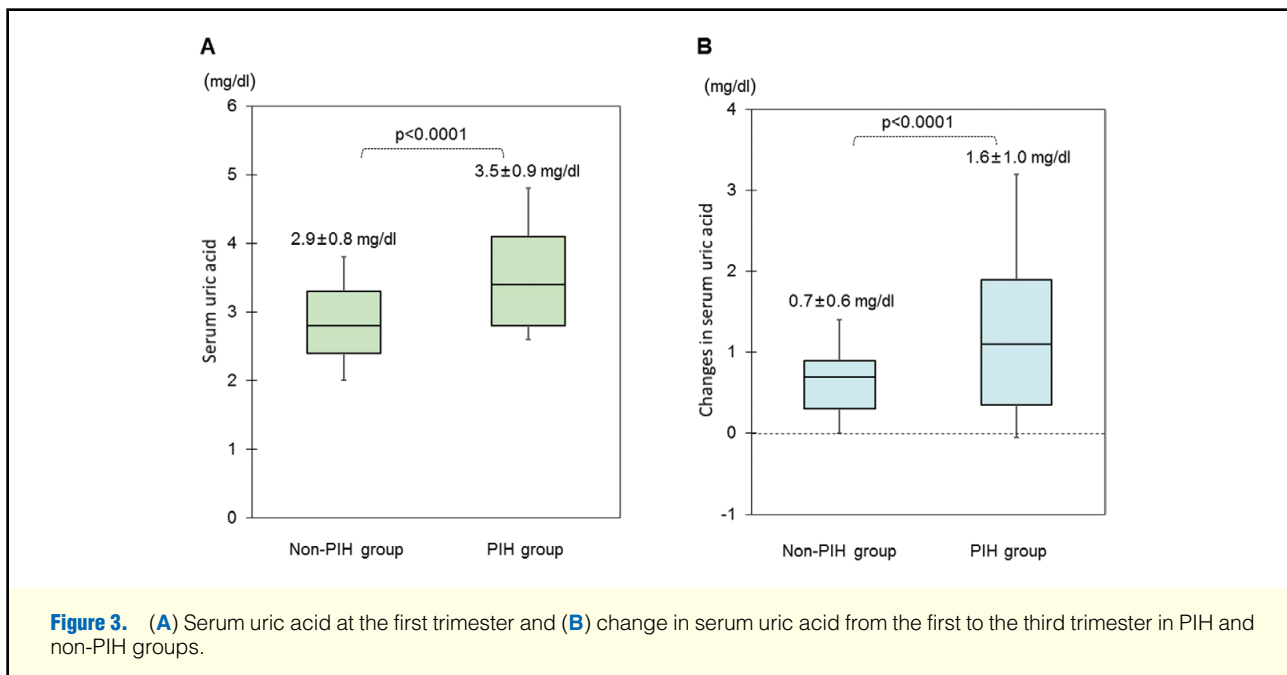 A
(mg/dl)
6
5
4
3
2
1
0
Serum uric acid
p<0.0001
3.5±0.9 mg/dl
2.9±0.8 mg/dl
Non-PIH group
PIH group
B
(mg/dl)
4
3
2
1
0
-1
Changes in serum uric acid
p<0.0001
1.6±1.0 mg/dl
0.7±0.6 mg/dl
Non-PIH group
PIH group
Figure 3. (A) Serum uric acid at the first trimester and (B) change in serum uric acid from the first to the third trimester in PIH and
non-PIH groups.